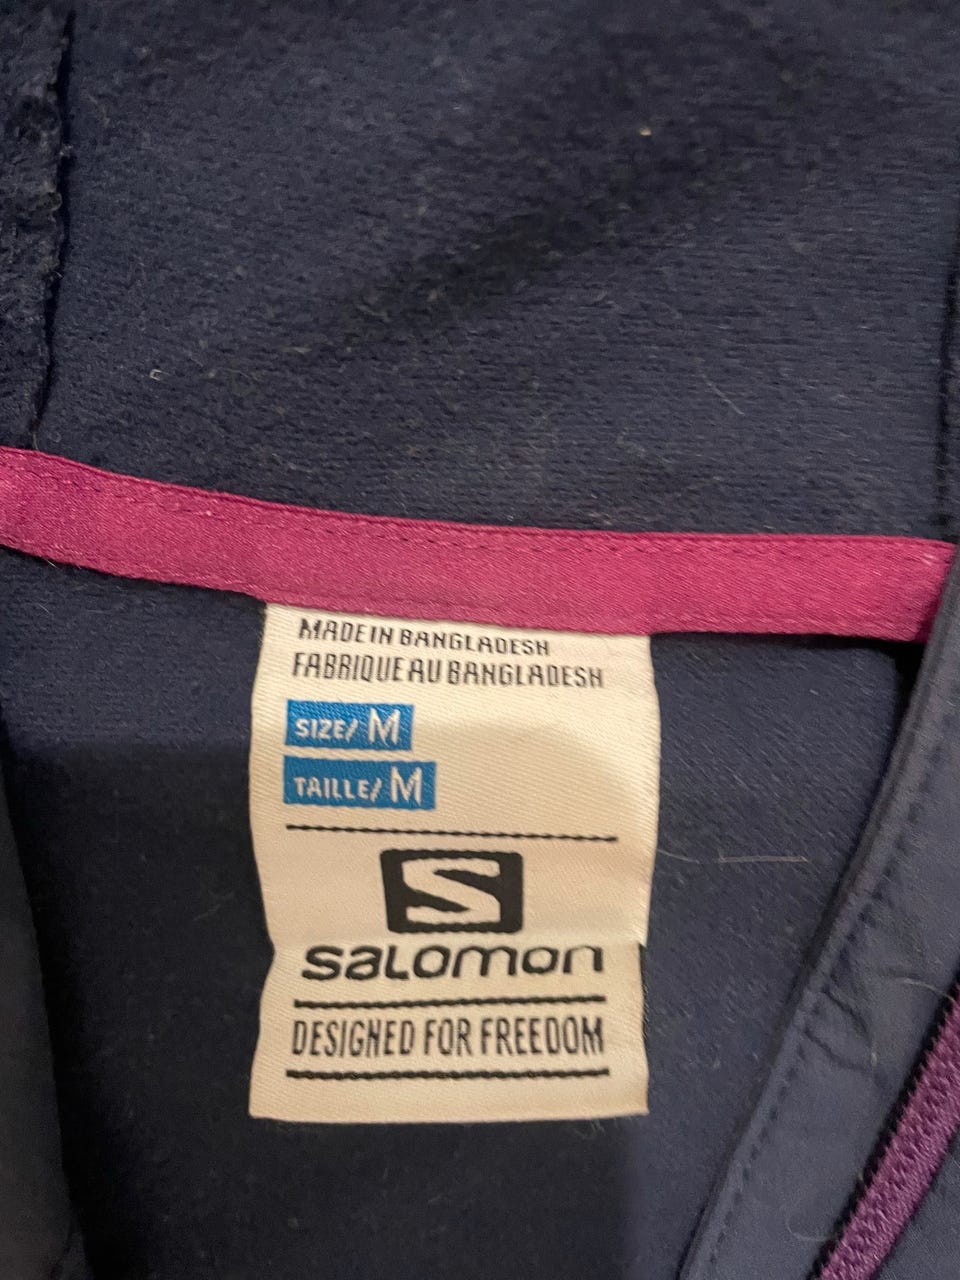 MADE IN BANGLADESH
FABRIQUE AU BANGLADESH
SIZE/ M
TAILLE/ M
S
salomon
DESIGNED FOR FREEDOM